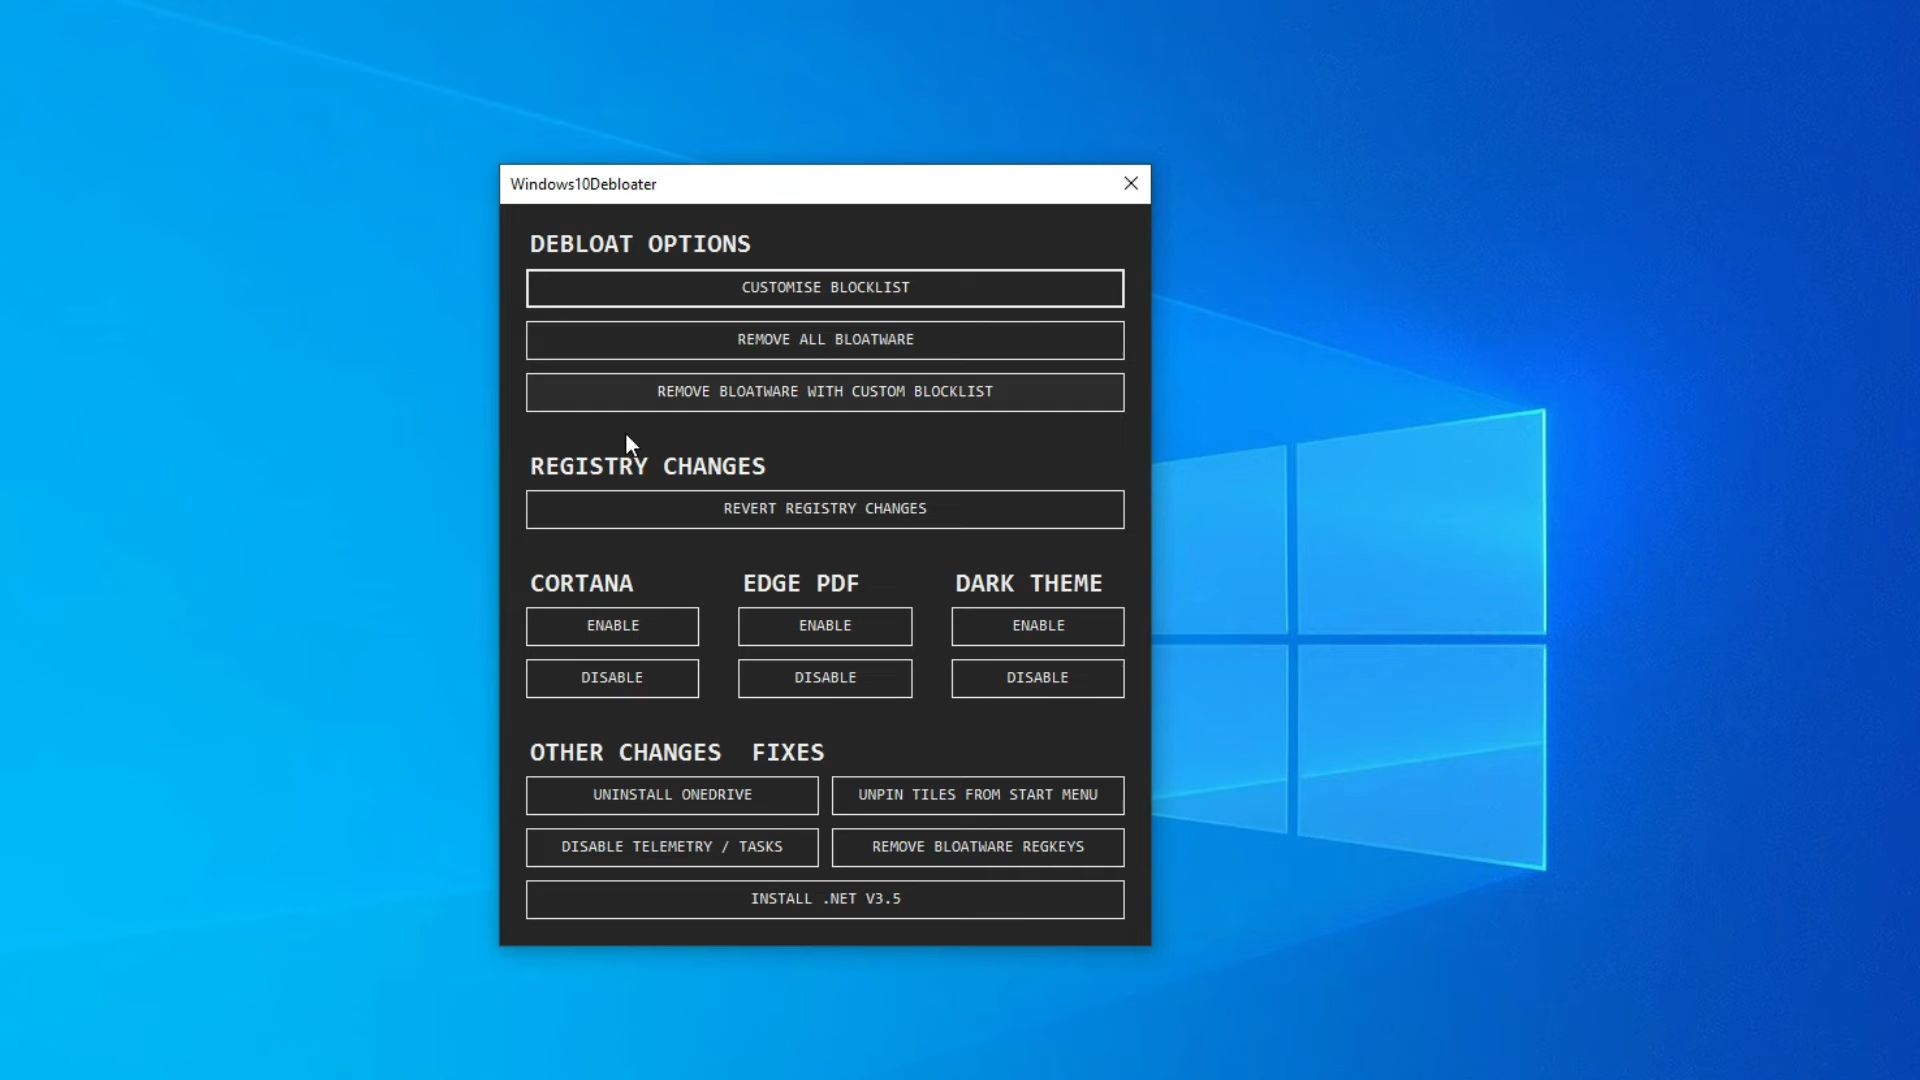 Windows10Debloater
DEBLOAT OPTIONS
CUSTOMISE BLOCKLIST
REMOVE ALL BLOATWARE
REMOVE BLOATWARE WITH CUSTOM BLOCKLIST
REGISTRY CHANGES
REVERT REGISTRY CHANGES
CORTANA EDGE PDF DARK THEME
ENABLE ENABLE ENABLE
DISABLE DISABLE DISABLE
OTHER CHANGES FIXES
UNINSTALL ONEDRIVE UNPIN TILES FROM START MENU
DISABLE TELEMETRY / TASKS REMOVE BLOATWARE REGKEYS
INSTALL .NET V3.5